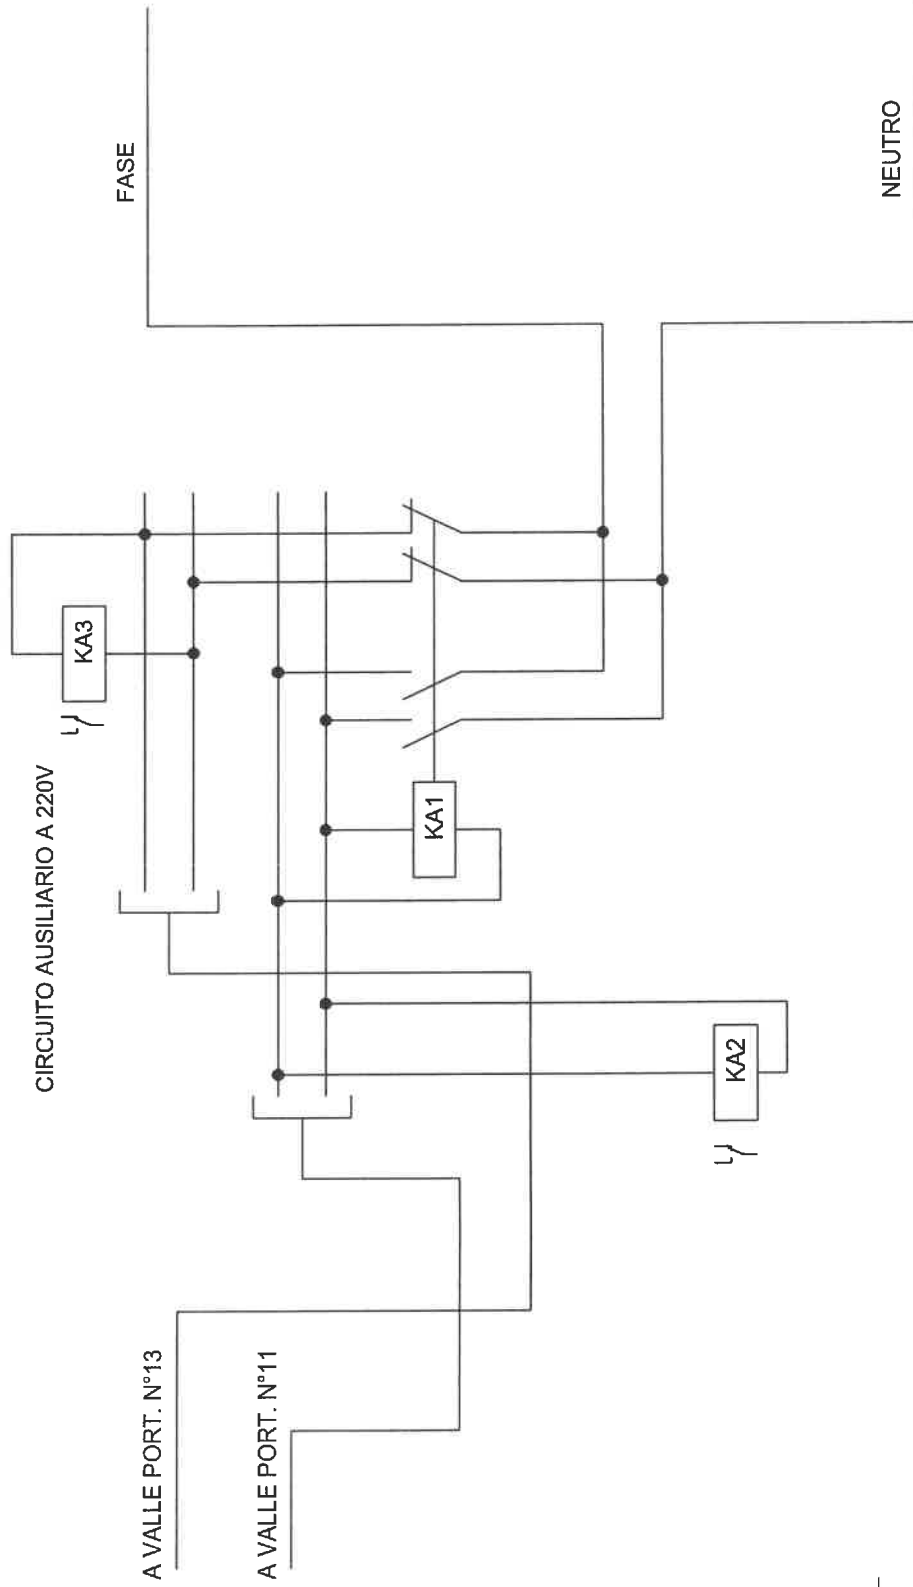 CIRCUITO AUSILIARIO A 220V
A VALLE PORT. N°13
A VALLE PORT. N°11
KA3
KA1
KA2
FASE
NEUTRO